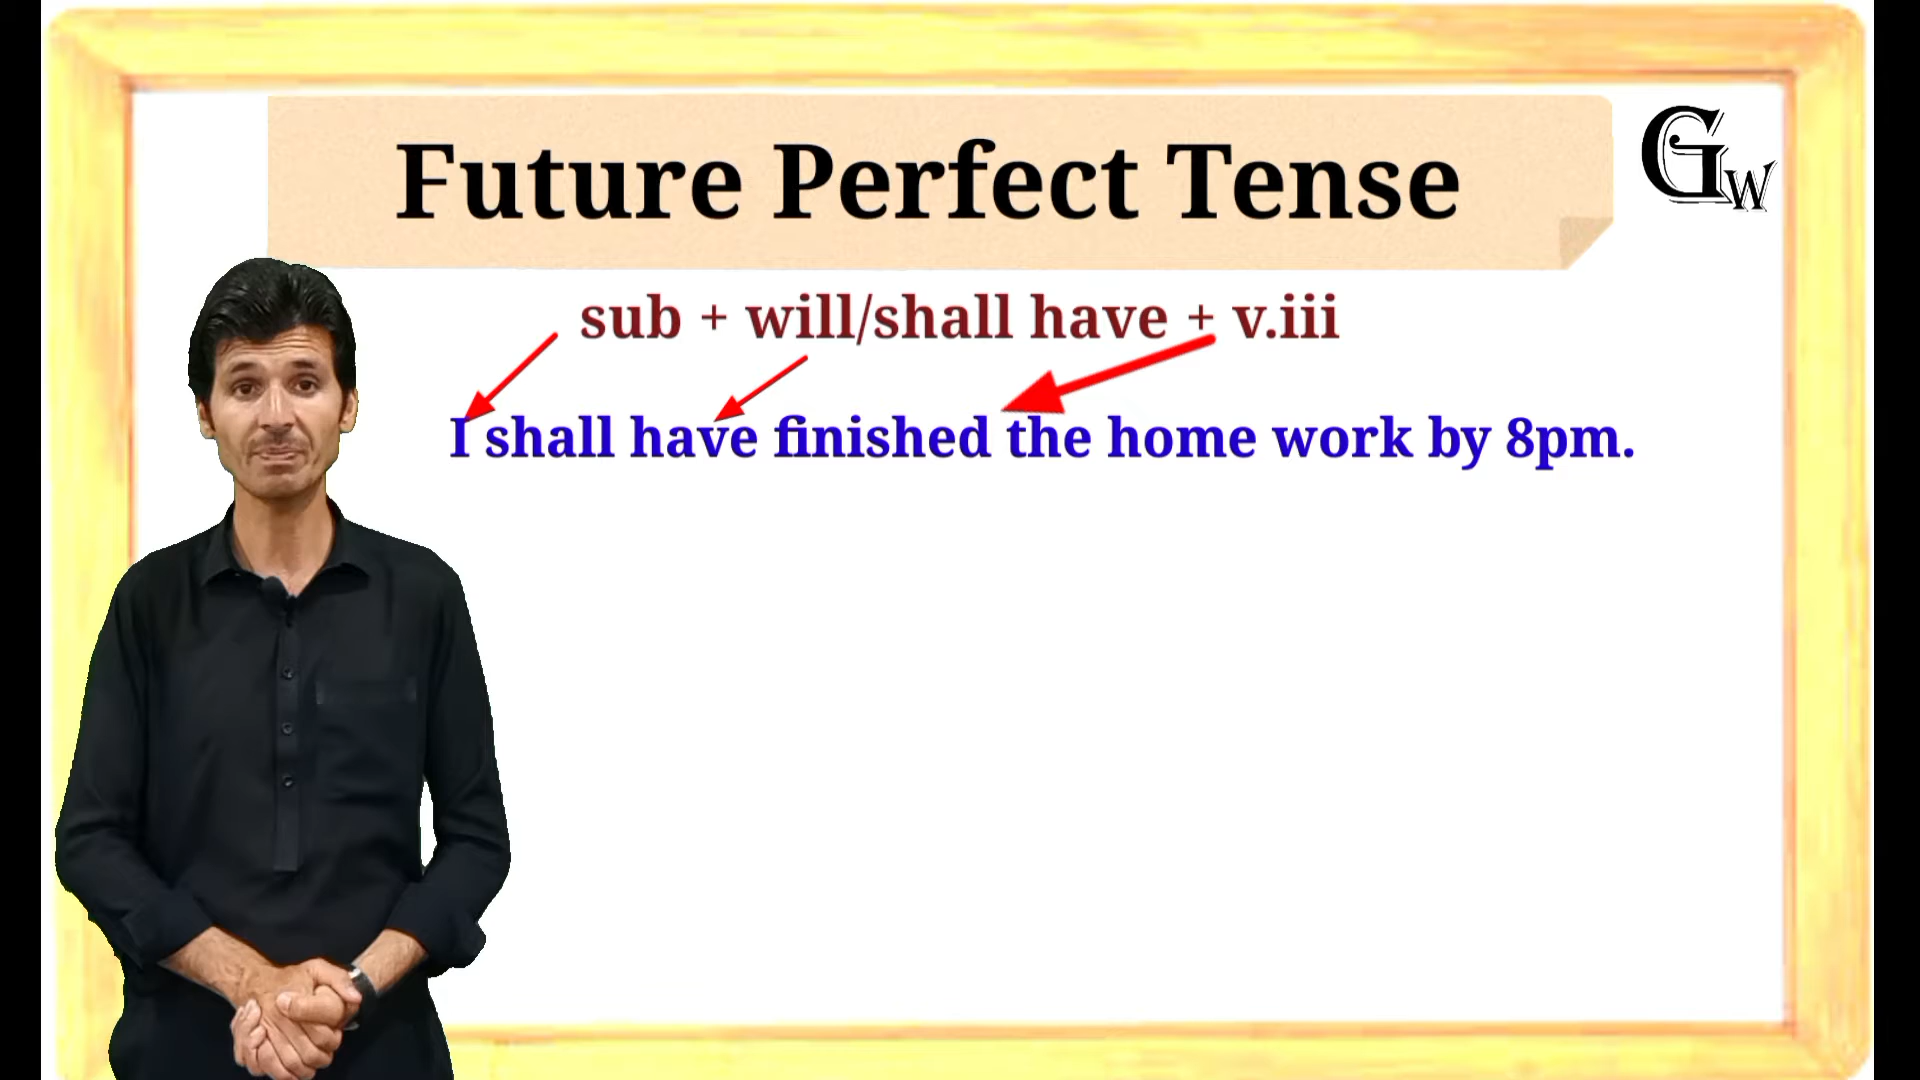 Future Perfect Tense
GW
sub + will/shall have + v.iii
I shall have finished the home work by 8pm.